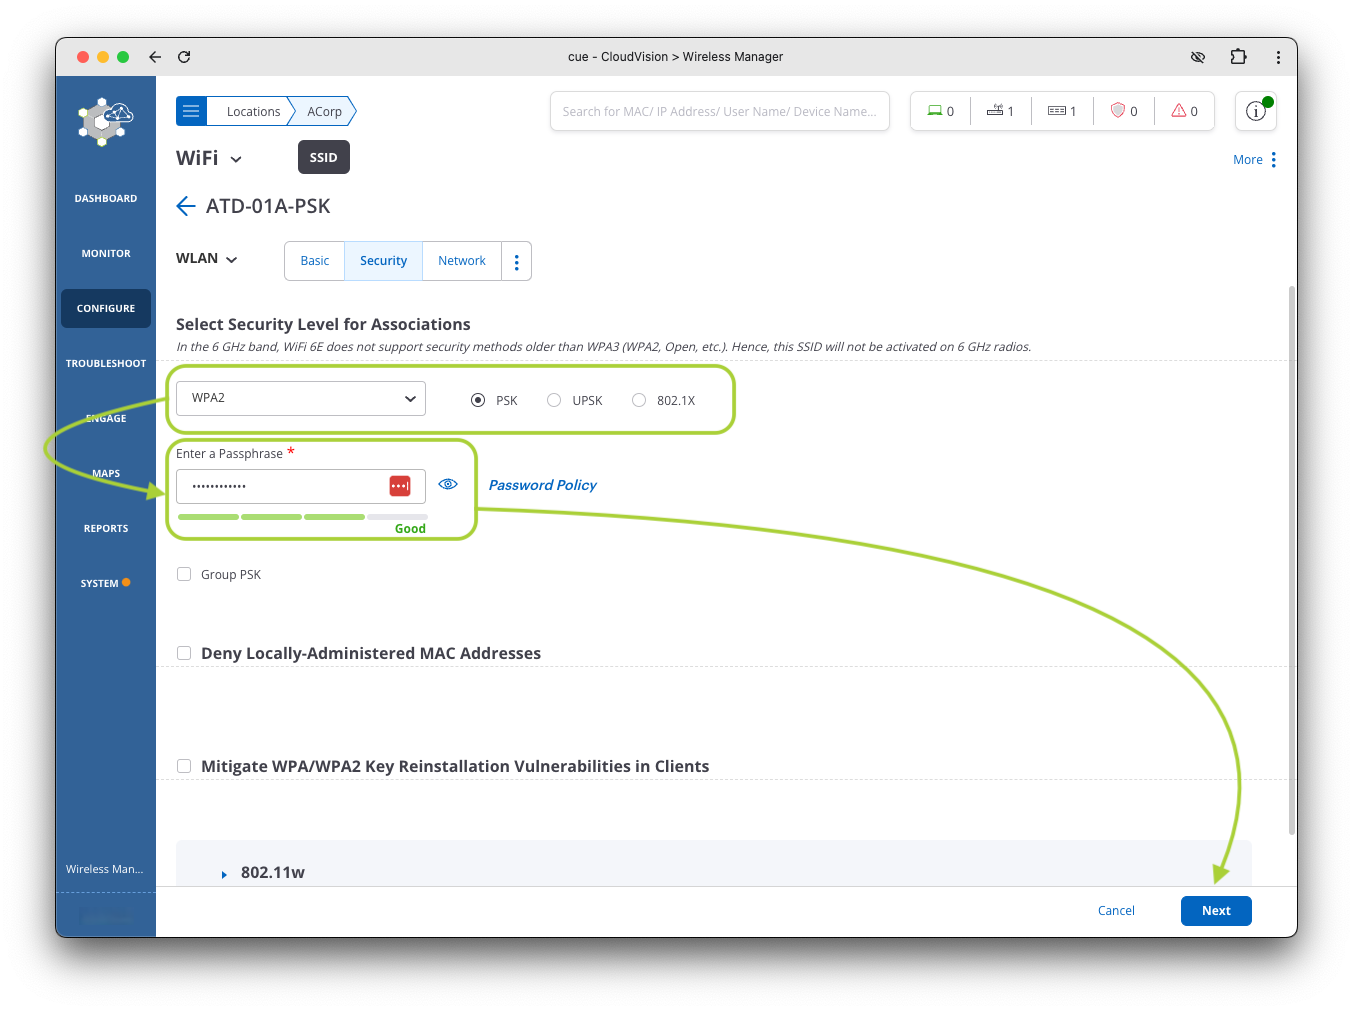 cue - CloudVision > Wireless Manager
Locations
ACorp
Search for MAC/ IP Address/ User Name/ Device Name...
0
1
1
0
0
WiFi
SSID
More
ATD-01A-PSK
WLAN
Basic
Security
Network
DASHBOARD
MONITOR
CONFIGURE
TROUBLESHOOT
ENGAGE
MAPS
REPORTS
SYSTEM
Wireless Man...
Select Security Level for Associations
In the 6 GHz band, WiFi 6E does not support security methods older than WPA3 (WPA2, Open, etc.). Hence, this SSID will not be activated on 6 GHz radios.
WPA2
PSK
UPSK
802.1X
Enter a Passphrase *
••••••••••••
Password Policy
Good
Group PSK
Deny Locally-Administered MAC Addresses
Mitigate WPA/WPA2 Key Reinstallation Vulnerabilities in Clients
802.11w
Cancel
Next